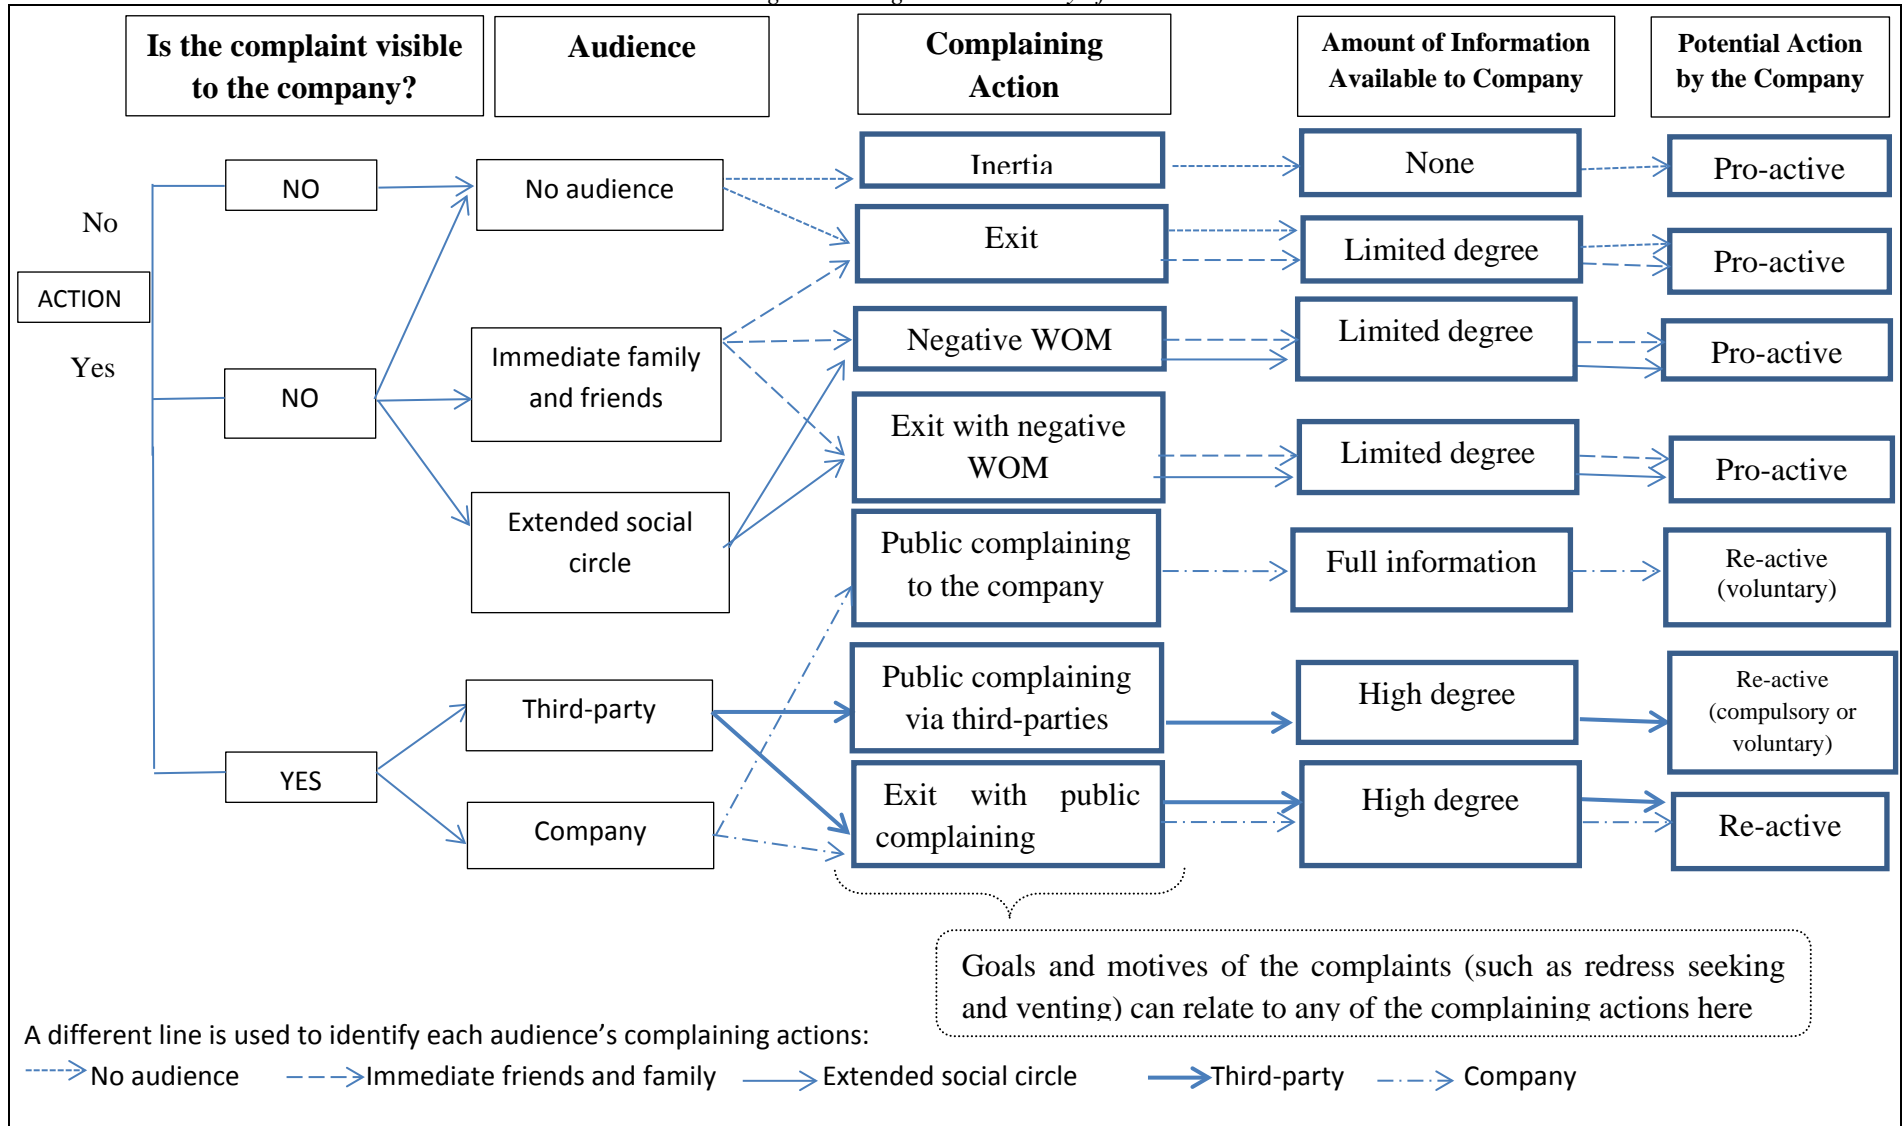 Is the complaint visible
to the company?
Audience
Complaining
Action
Amount of Information
Available to Company
Potential Action
by the Company
No
ACTION
Yes
NO
NO
YES
No audience
Immediate family
and friends
Extended social
circle
Third-party
Company
Inertia
Exit
Negative WOM
Exit with negative
WOM
Public complaining
to the company
Public complaining
via third-parties
Exit with public
complaining
None
Limited degree
Limited degree
Limited degree
Full information
High degree
High degree
Pro-active
Pro-active
Pro-active
Pro-active
Re-active
(voluntary)
Re-active
(compulsory or
voluntary)
Re-active
Goals and motives of the complaints (such as redress seeking
and venting) can relate to any of the complaining actions here
A different line is used to identify each audience’s complaining actions:
No audience
Immediate friends and family
Extended social circle
Third-party
Company